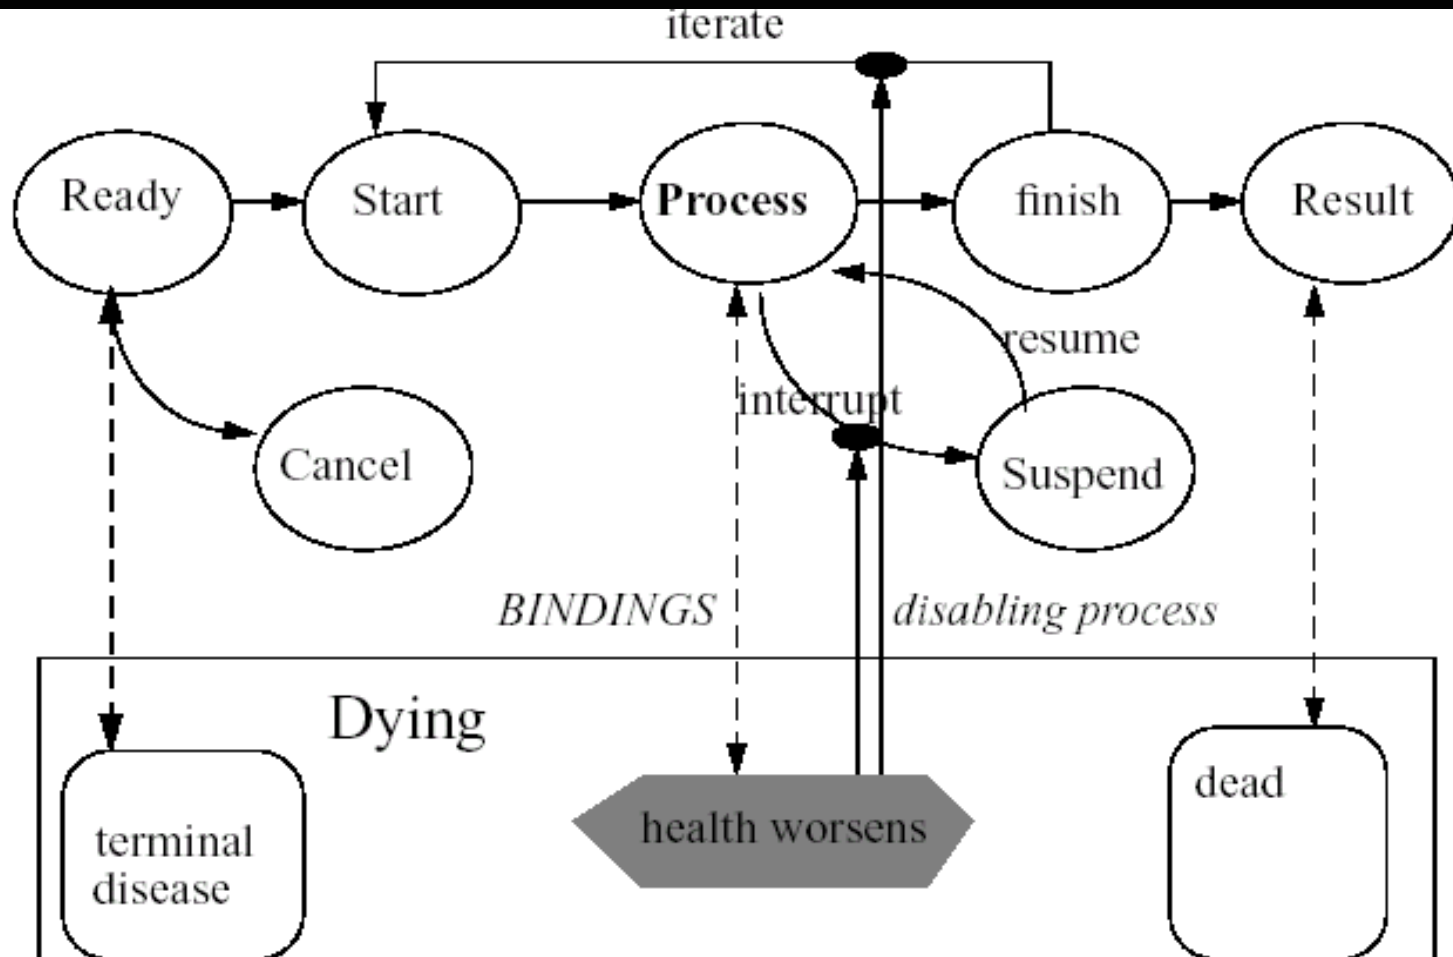 iterate
Ready
Start
Process
finish
Result
resume
interrupt
Cancel
Suspend
BINDINGS
disabling process
Dying
dead
health worsens
terminal
disease